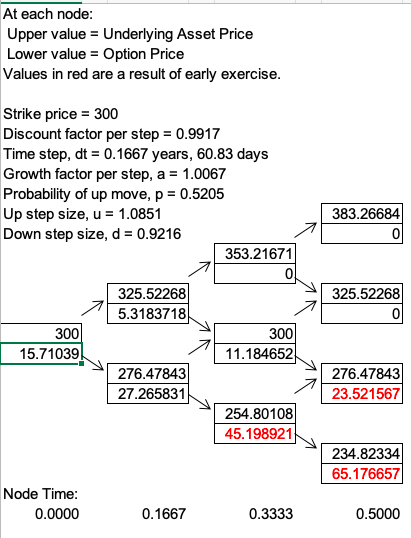 At each node:
Upper value = Underlying Asset Price
Lower value = Option Price
Values in red are a result of early exercise.
Strike price = 300
Discount factor per step = 0.9917
Time step, dt = 0.1667 years, 60.83 days
Growth factor per step, a = 1.0067
Probability of up move, p = 0.5205
Up step size, u = 1.0851
383.26684
Down step size, d = 0.9216
0
353.21671
0
325.52268
325.52268
5.3183718
0
300
300
15.71039
11.184652
276.47843
276.47843
27.265831
23.521567
254.80108
45.198921
234.82334
65.176657
Node Time:
0.0000 0.1667 0.3333 0.5000